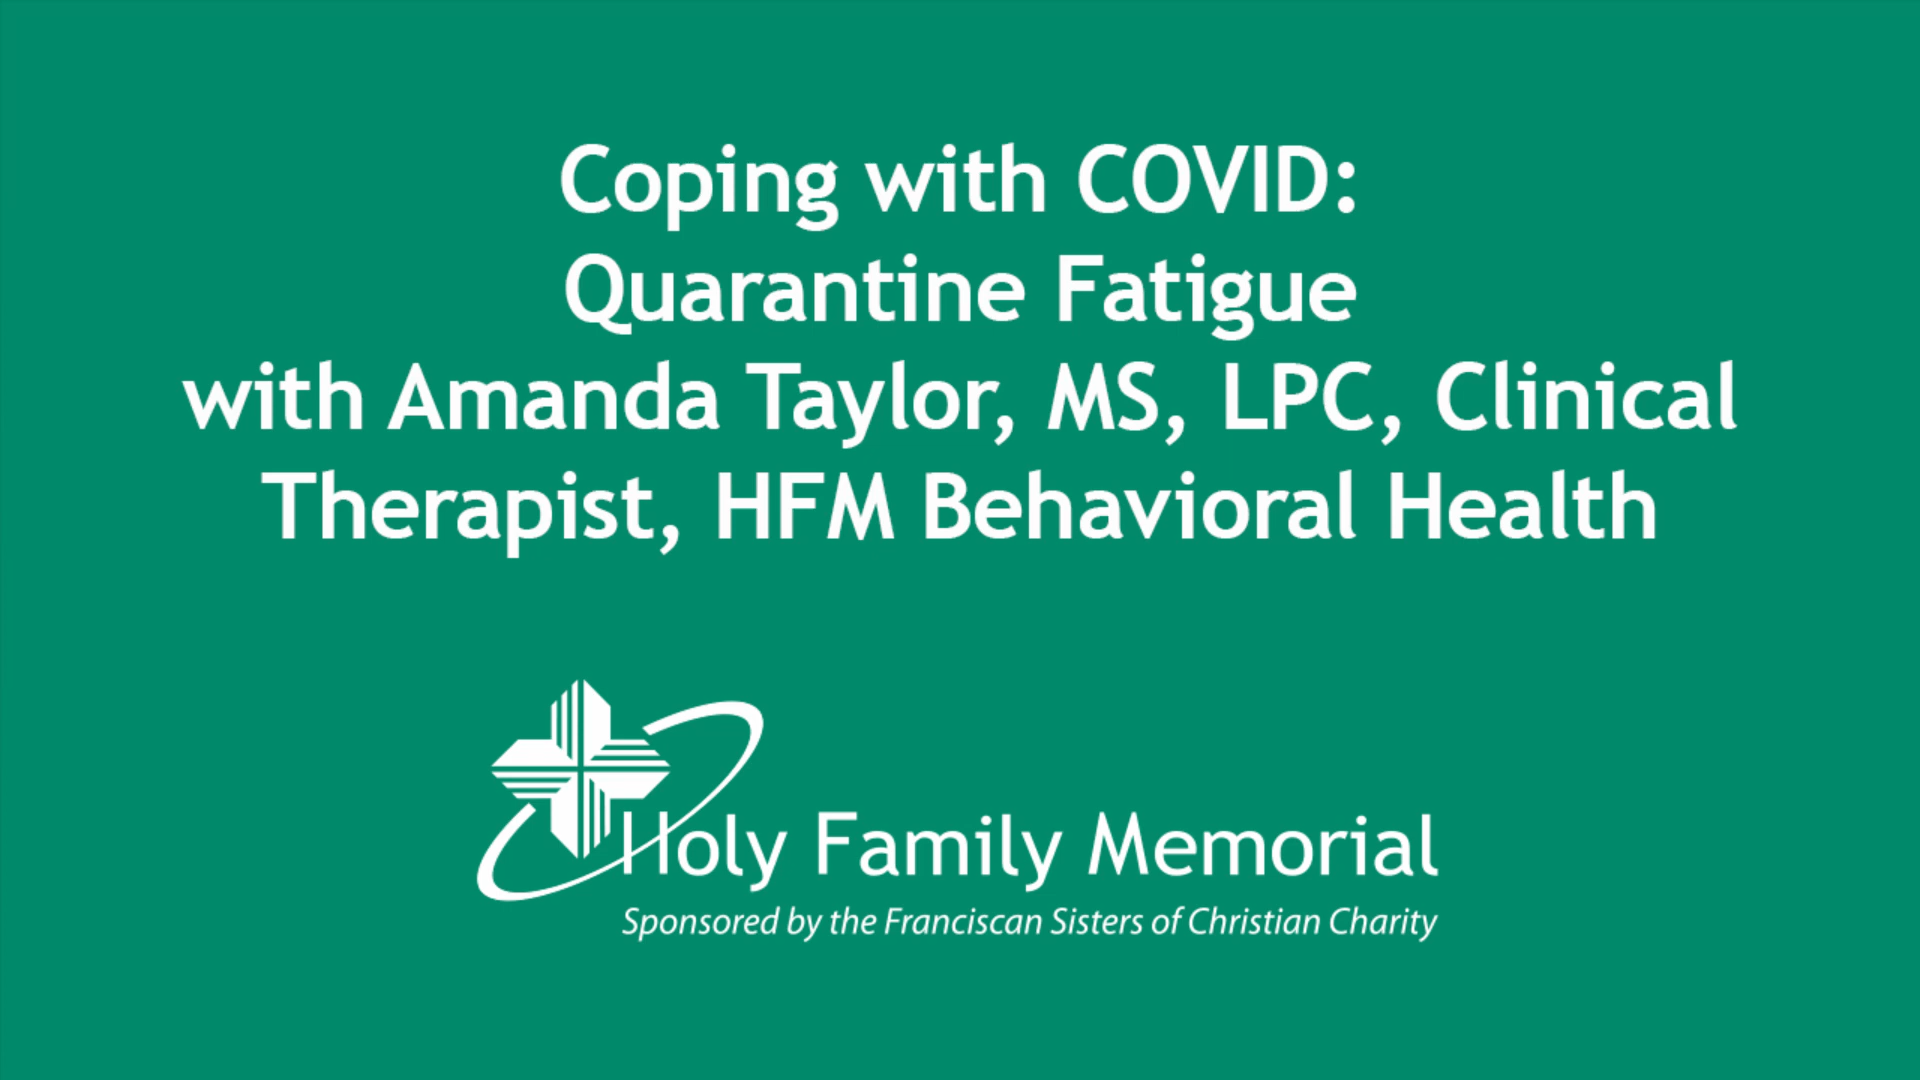 Coping with COVID:
Quarantine Fatigue
with Amanda Taylor, MS, LPC, Clinical
Therapist, HFM Behavioral Health
Holy Family Memorial
Sponsored by the Franciscan Sisters of Christian Charity